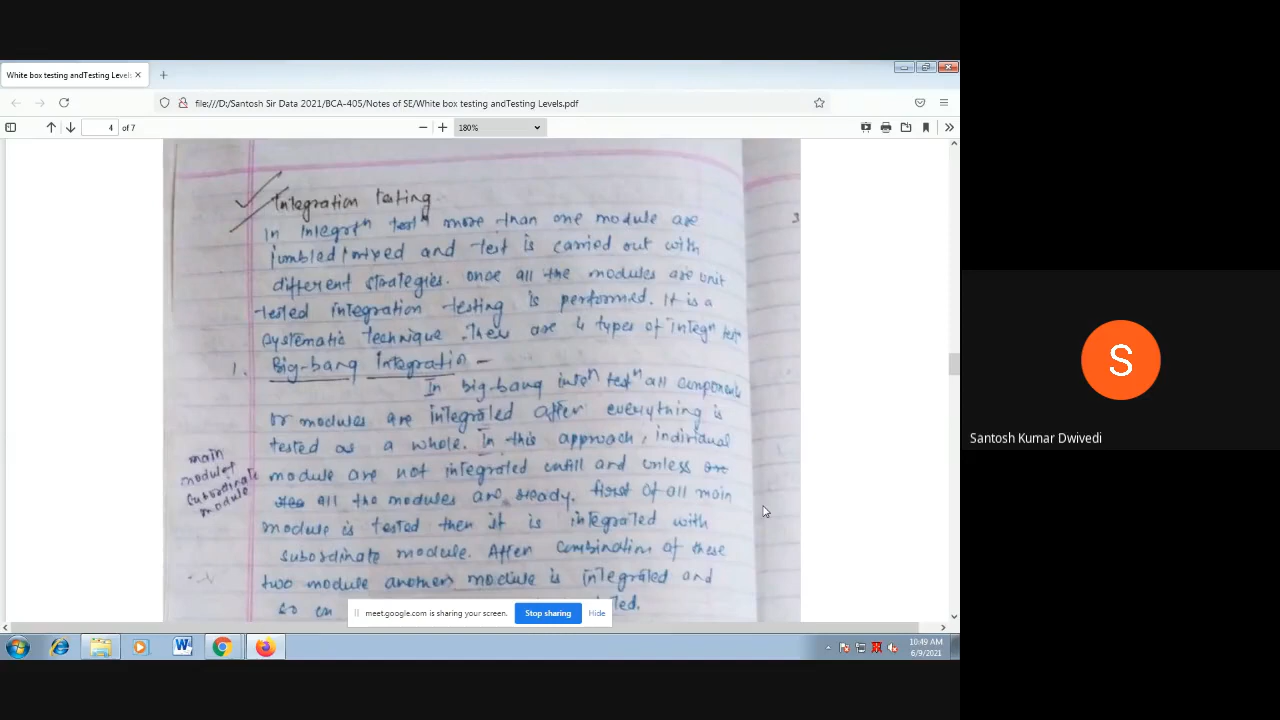 White box testing andTesting Level
file:///D:/Santosh Sir Data 2021/BCA-405/Notes of SE/White box testing andTesting Levels.pdf
4 of 7
180%
Integration testing
In Integratn testn more than one module are
jumbled/mixed and test is carried out with
different strategies. once all the modules are unit
tested integration testing is performed. It is a
systematic technique. There are 4 types of integn test
1. Big-bang Integration -
In big-bang inten testn all components
or modules are integrated after everything is
tested as a whole. In this approach, individual
module are not integrated untill and unless
all the modules are ready. first of all main
module is tested then it is integrated with
subordinate module. After combination of these
two module another module is integrated and
so on
main
module &
subordinate
module
3
meet.google.com is sharing your screen.
Stop sharing
Hide
10:49 AM
6/9/2021
S
Santosh Kumar Dwivedi